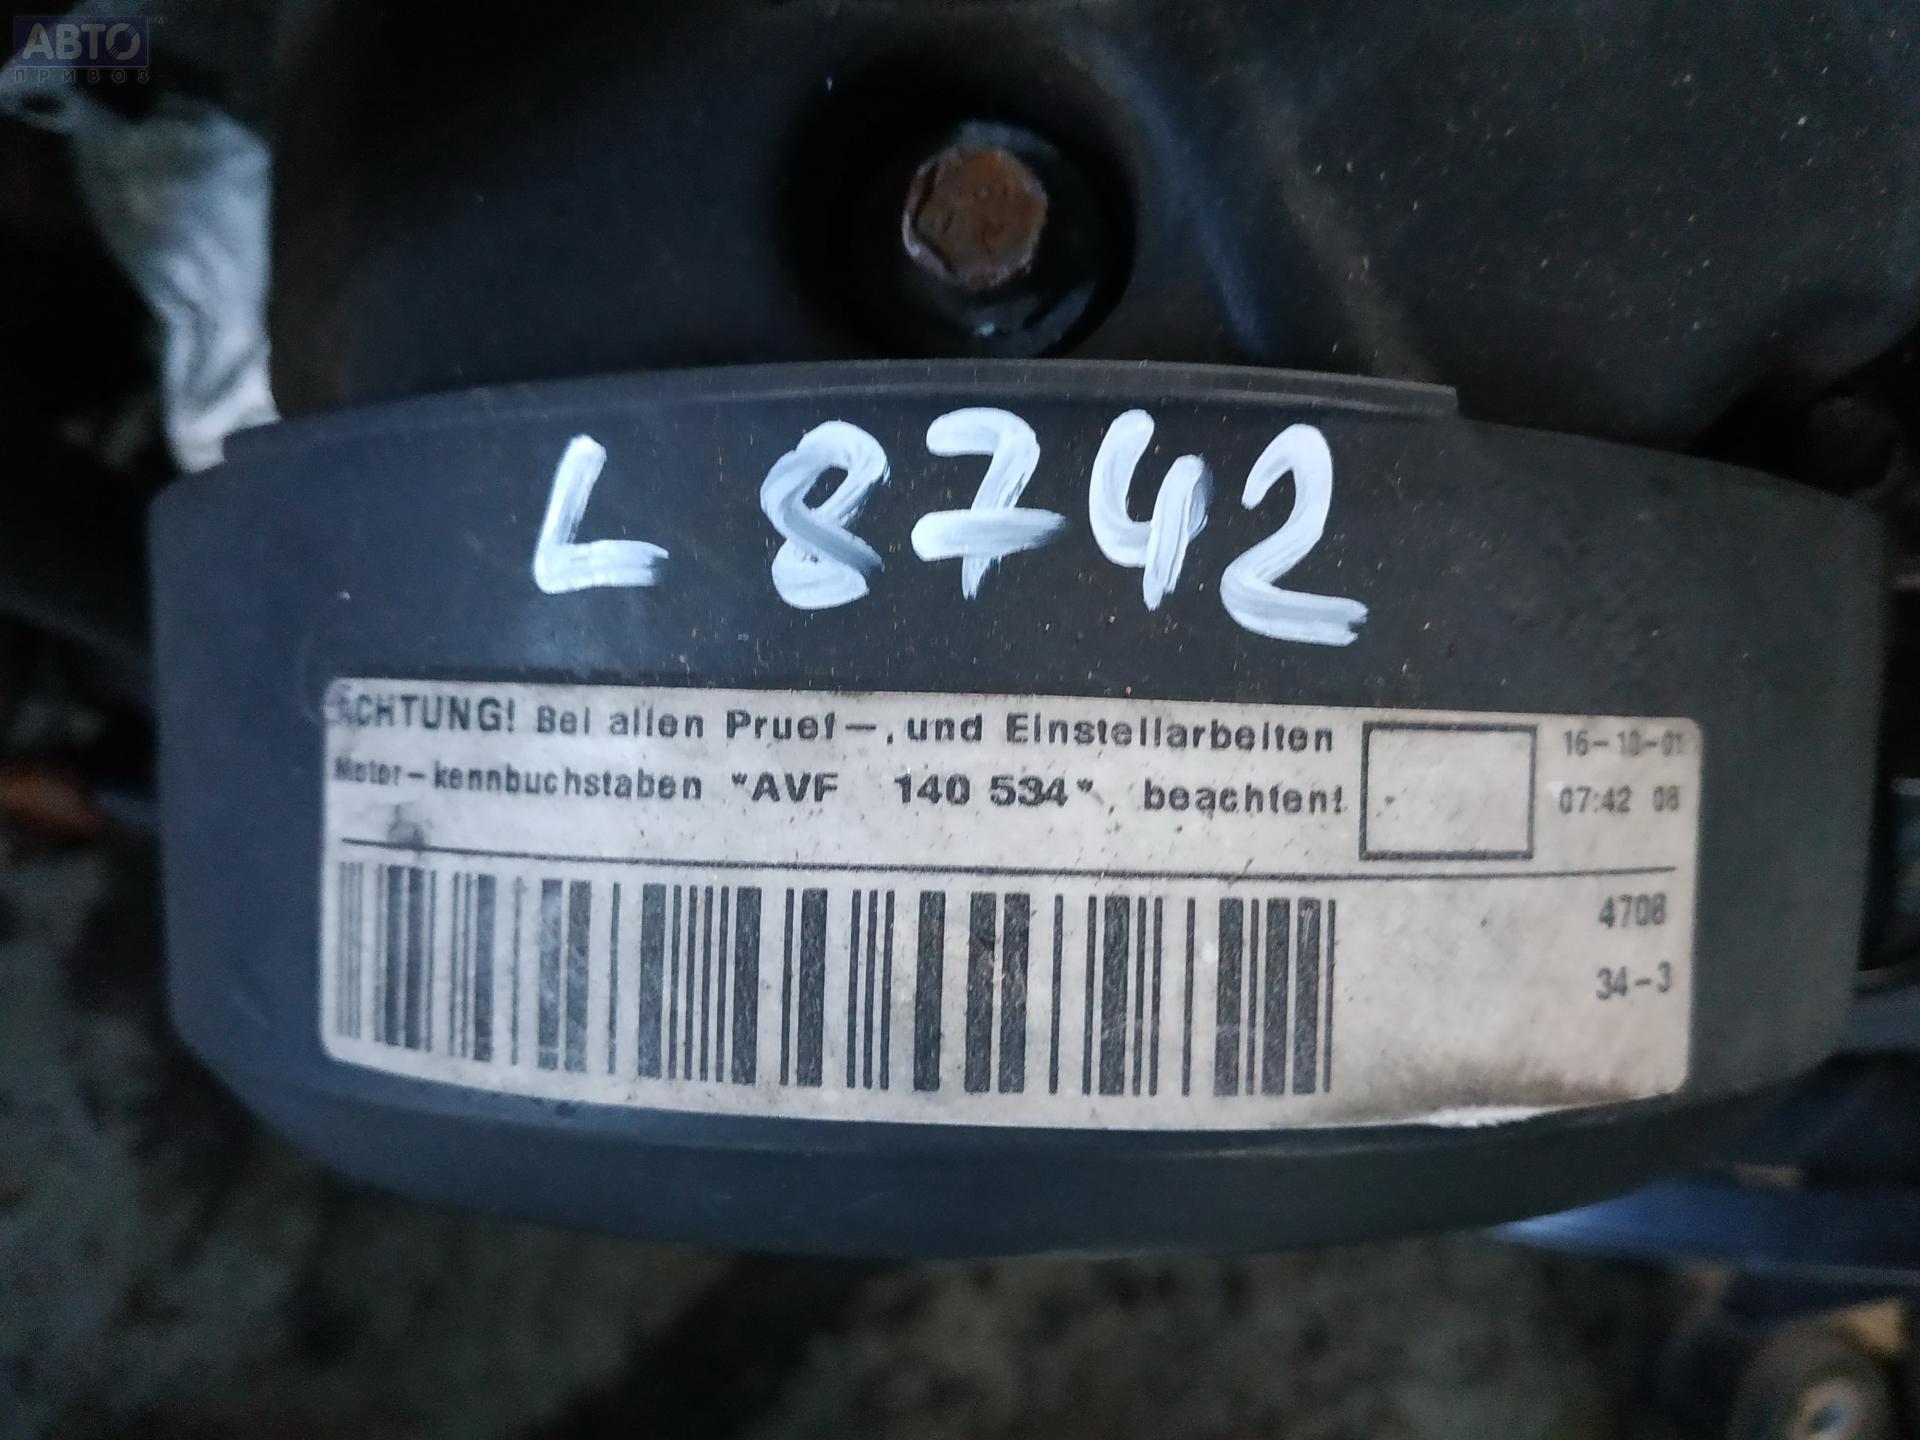 АВТО
ПРИВОЗ
L 8742
ACHTUNG! Bei allen Pruef-, und Einstellarbeiten
Motor-kennbuchstaben "AVF 140 534", beachten!
16-10-01
07:42 06
4708
34-3